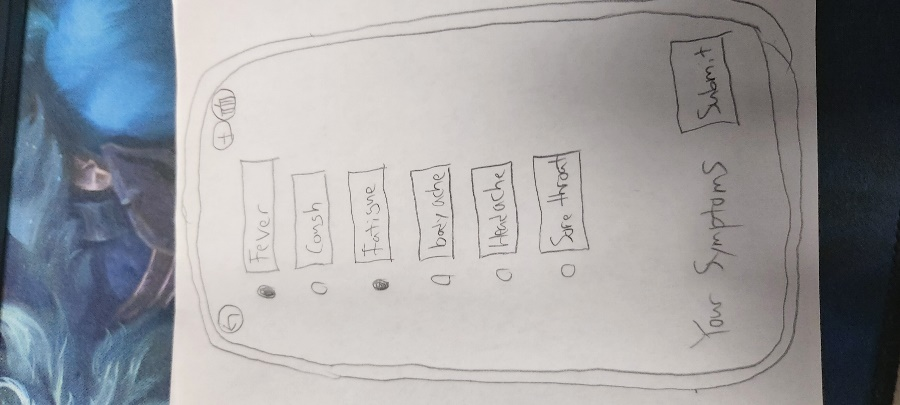 Fever
Cough
Fatigue
body ache
Headache
Sore throat
Your Symptoms
Submit